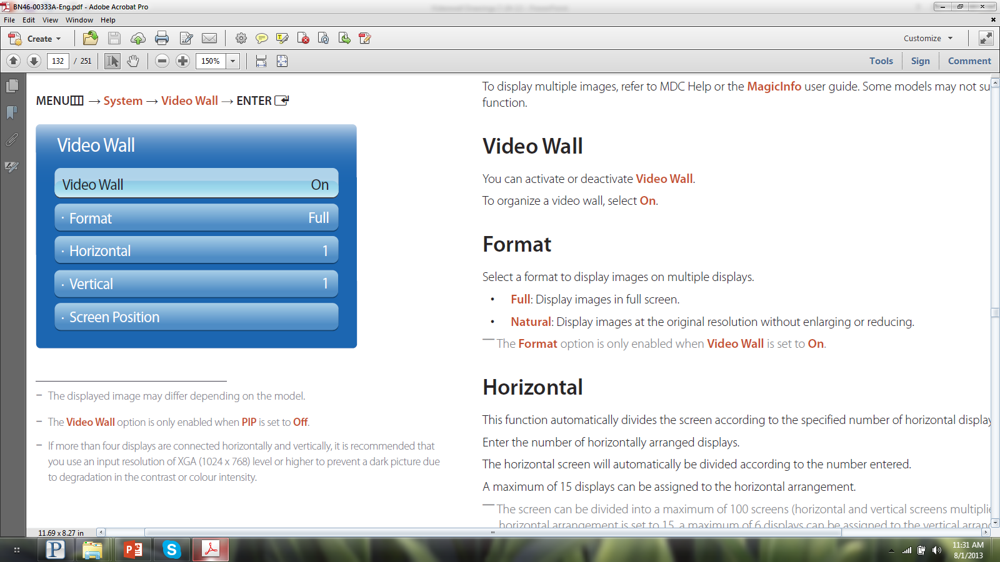 BN46-00333A-Eng.pdf - Adobe Acrobat Pro
File Edit View Window Help
Create
Customize
132 / 251
150%
Tools Sign Comment
MENU → System → Video Wall → ENTER
Video Wall
Video Wall On
· Format Full
· Horizontal 1
· Vertical 1
· Screen Position
– The displayed image may differ depending on the model.
– The Video Wall option is only enabled when PIP is set to Off.
– If more than four displays are connected horizontally and vertically, it is recommended that
you use an input resolution of XGA (1024 x 768) level or higher to prevent a dark picture due
to degradation in the contrast or colour intensity.
To display multiple images, refer to MDC Help or the MagicInfo user guide. Some models may not su
function.
Video Wall
You can activate or deactivate Video Wall.
To organize a video wall, select On.
Format
Select a format to display images on multiple displays.
• Full: Display images in full screen.
• Natural: Display images at the original resolution without enlarging or reducing.
The Format option is only enabled when Video Wall is set to On.
Horizontal
This function automatically divides the screen according to the specified number of horizontal display
Enter the number of horizontally arranged displays.
The horizontal screen will automatically be divided according to the number entered.
A maximum of 15 displays can be assigned to the horizontal arrangement.
The screen can be divided into a maximum of 100 screens (horizontal and vertical screens multiplie
horizontal arrangement is set to 15, a maximum of 6 displays can be assigned to the vertical arran
11.69 x 8.27 in
11:31 AM
8/1/2013